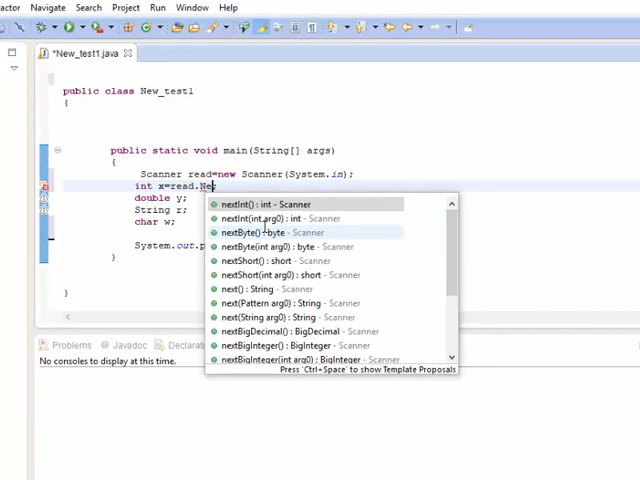 actor Navigate Search Project Run Window Help
*New_test1.java
public class New_test1
{
public static void main(String[] args)
{
Scanner read=new Scanner(System.in);
int x=read.Ne
double y;
String r;
char w;
System.out.p
}
}
nextInt() : int - Scanner
nextInt(int arg0) : int - Scanner
nextByte() : byte - Scanner
nextByte(int arg0) : byte - Scanner
nextShort() : short - Scanner
nextShort(int arg0) : short - Scanner
next() : String - Scanner
next(Pattern arg0) : String - Scanner
next(String arg0) : String - Scanner
nextBigDecimal() : BigDecimal - Scanner
nextBigInteger() : BigInteger - Scanner
nextBigInteger(int arg0) : BigInteger - Scanner
Press 'Ctrl+Space' to show Template Proposals
Problems Javadoc Declarat
No consoles to display at this time.